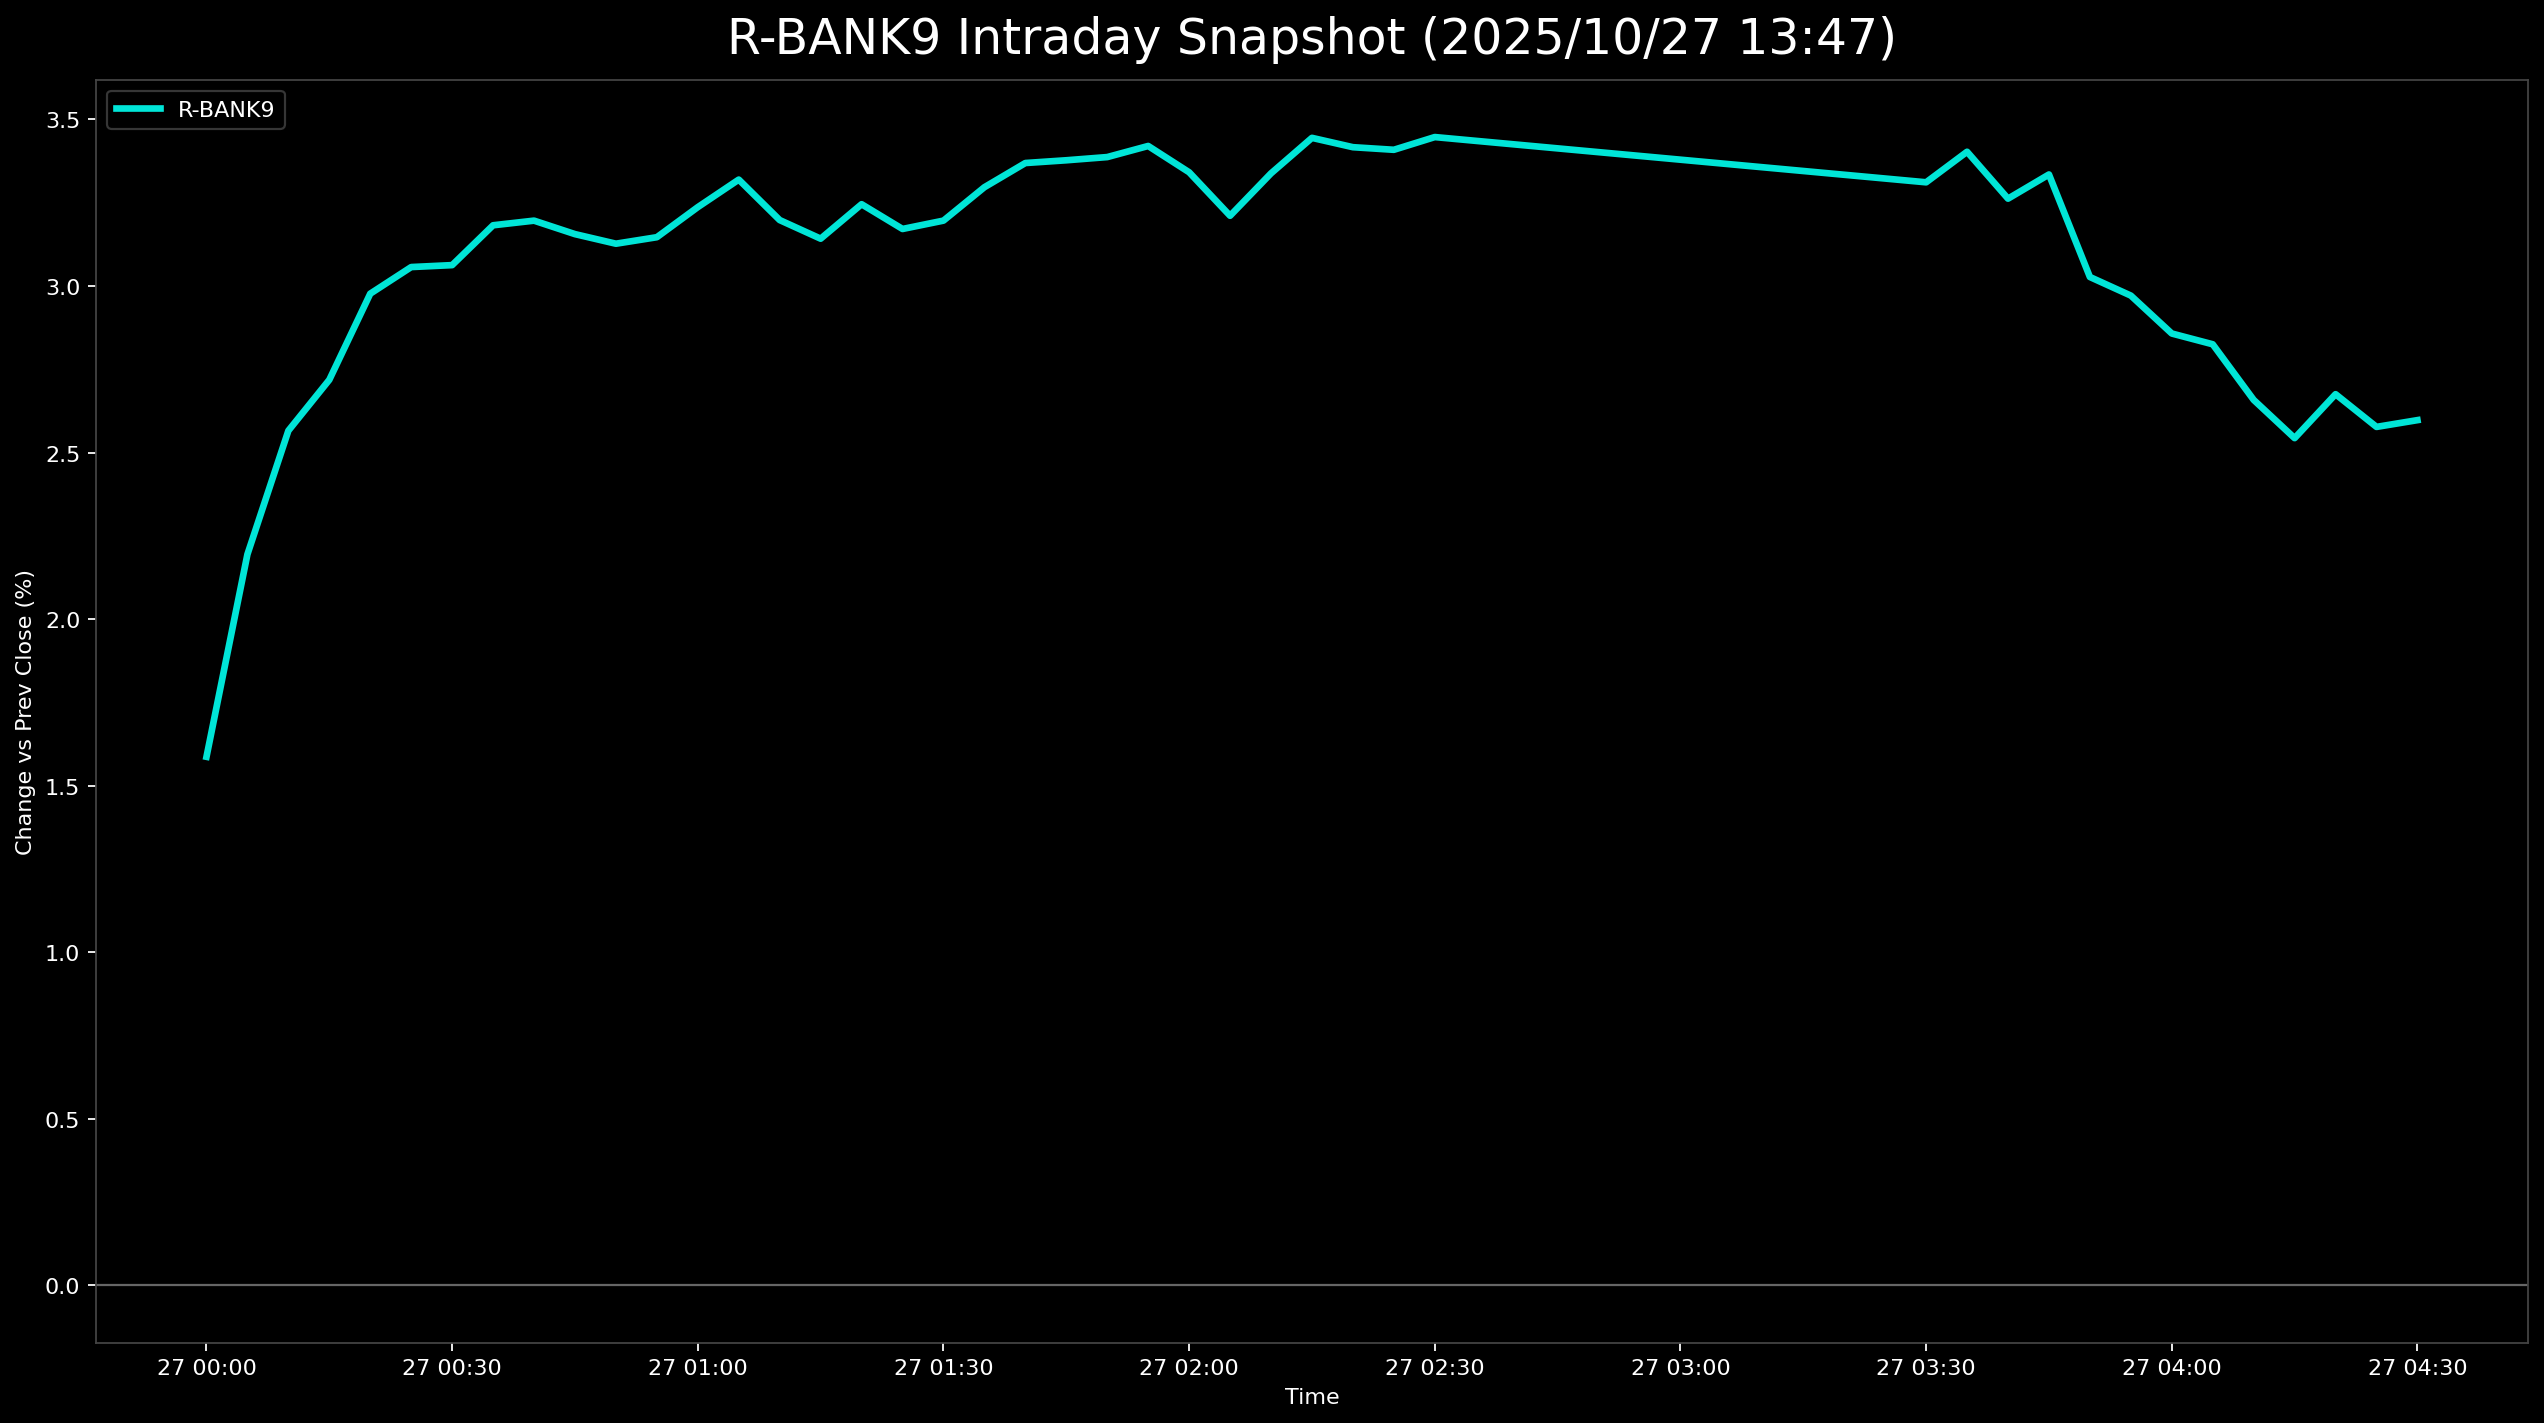 R-BANK9 Intraday Snapshot (2025/10/27 13:47)
R-BANK9
Change vs Prev Close (%)
3.5
3.0
2.5
2.0
1.5
1.0
0.5
0.0
27 00:00 27 00:30 27 01:00 27 01:30 27 02:00 27 02:30 27 03:00 27 03:30 27 04:00 27 04:30
Time